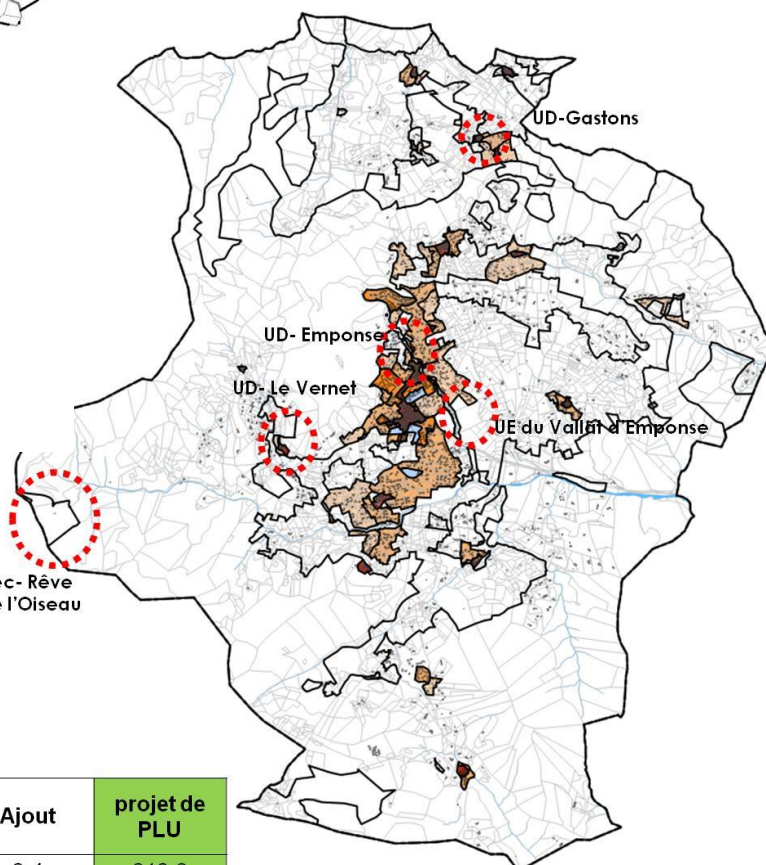 UD-Gastons
UD- Emponse
UD- Le Vernet
UE du Vallat d'Emponse
Rêve
l'Oiseau
Ajout
projet de
PLU